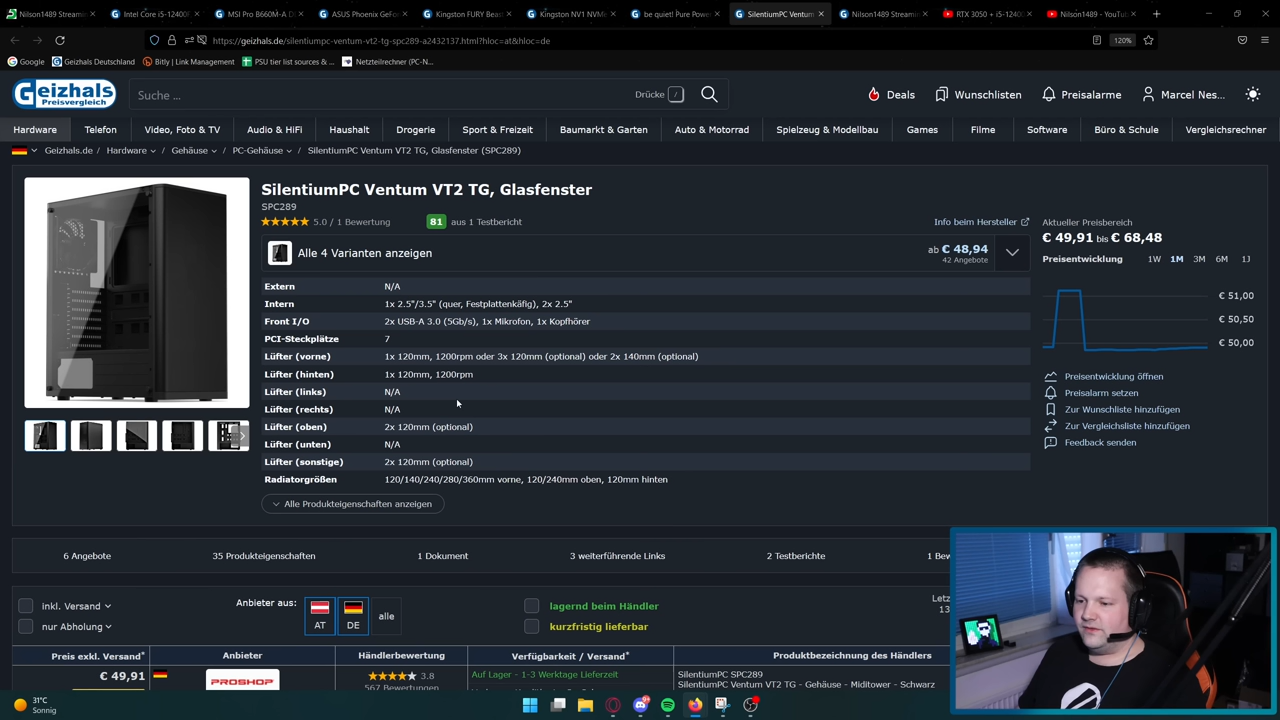 Nilson1489 Streamin
Intel Core i5-12400F
MSI Pro B660M-A D
ASUS Phoenix GeFo
Kingston FURY Beast
Kingston NV1 NVMe
be quiet! Pure Power
SilentiumPC Ventum
Nilson1489 Streamin
RTX 3050 + i5-12400
Nilson1489 - YouTube
https://geizhals.de/silentiumpc-ventum-vt2-tg-spc289-a2432137.html?hloc=at&hloc=de
120%
Google
Geizhals Deutschland
Bitly | Link Management
PSU tier list sources & ...
Netzteilrechner (PC-N...
Geizhals
Preisvergleich
Suche ...
Drücke /
Deals
Wunschlisten
Preisalarme
Marcel Nes...
Hardware
Telefon
Video, Foto & TV
Audio & HiFi
Haushalt
Drogerie
Sport & Freizeit
Baumarkt & Garten
Auto & Motorrad
Spielzeug & Modellbau
Games
Filme
Software
Büro & Schule
Vergleichsrechner
Geizhals.de / Hardware / Gehäuse / PC-Gehäuse / SilentiumPC Ventum VT2 TG, Glasfenster (SPC289)
SilentiumPC Ventum VT2 TG, Glasfenster
SPC289
5.0 / 1 Bewertung
81 aus 1 Testbericht
Info beim Hersteller
Alle 4 Varianten anzeigen
ab € 48,94
42 Angebote
Extern N/A
Intern 1x 2.5"/3.5" (quer, Festplattenkäfig), 2x 2.5"
Front I/O 2x USB-A 3.0 (5Gb/s), 1x Mikrofon, 1x Kopfhörer
PCI-Steckplätze 7
Lüfter (vorne) 1x 120mm, 1200rpm oder 3x 120mm (optional) oder 2x 140mm (optional)
Lüfter (hinten) 1x 120mm, 1200rpm
Lüfter (links) N/A
Lüfter (rechts) N/A
Lüfter (oben) 2x 120mm (optional)
Lüfter (unten) N/A
Lüfter (sonstige) 2x 120mm (optional)
Radiatorgrößen 120/140/240/280/360mm vorne, 120/240mm oben, 120mm hinten
Alle Produkteigenschaften anzeigen
Aktueller Preisbereich
€ 49,91 bis € 68,48
Preisentwicklung 1W 1M 3M 6M 1J
€ 51,00
€ 50,50
€ 50,00
Preisentwicklung öffnen
Preisalarm setzen
Zur Wunschliste hinzufügen
Zur Vergleichsliste hinzufügen
Feedback senden
6 Angebote
35 Produkteigenschaften
1 Dokument
3 weiterführende Links
2 Testberichte
1 Bew
inkl. Versand
nur Abholung
Anbieter aus:
AT
DE
alle
lagernd beim Händler
kurzfristig lieferbar
Letz
13
Preis exkl. Versand*
Anbieter
Händlerbewertung
Verfügbarkeit / Versand*
Produktbezeichnung des Händlers
€ 49,91
PROSHOP
3.8
567 Bewertungen
Auf Lager - 1-3 Werktage Lieferzeit
SilentiumPC SPC289
SilentiumPC Ventum VT2 TG - Gehäuse - Miditower - Schwarz
31°C
Sonnig